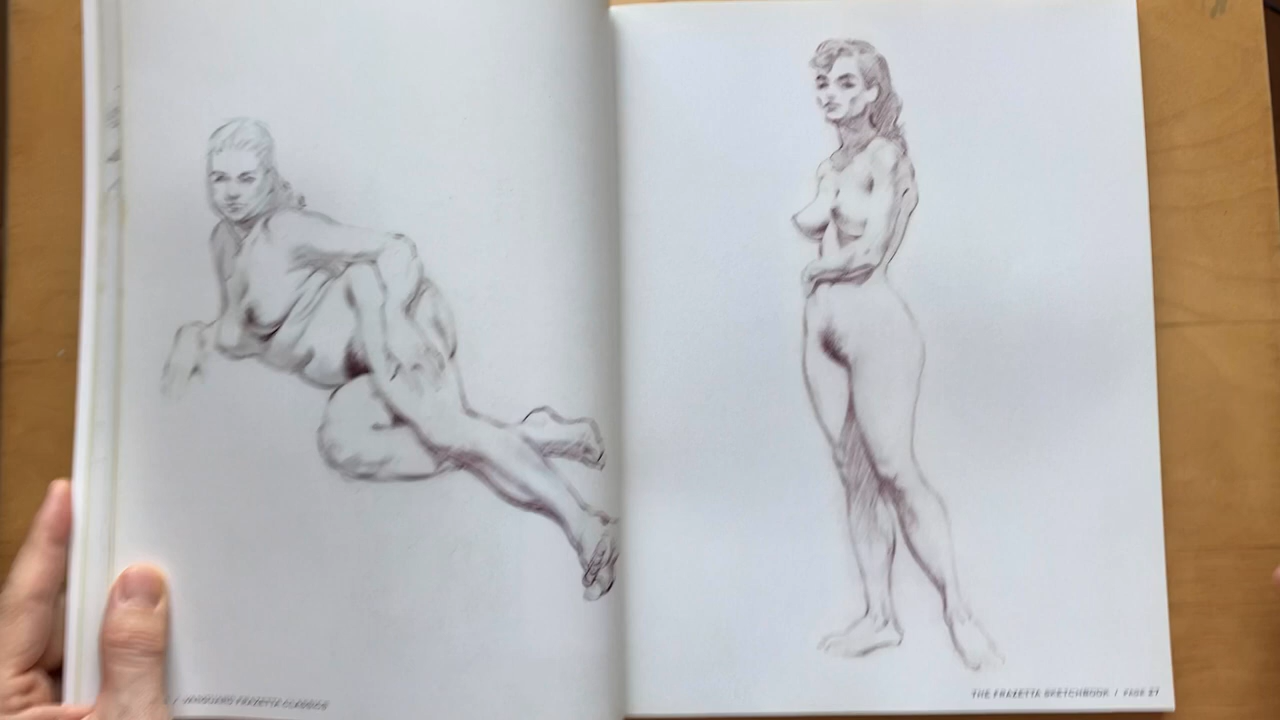 / VANGUARD FRAZETTA CLASSICS
THE FRAZETTA SKETCHBOOK / PAGE 27